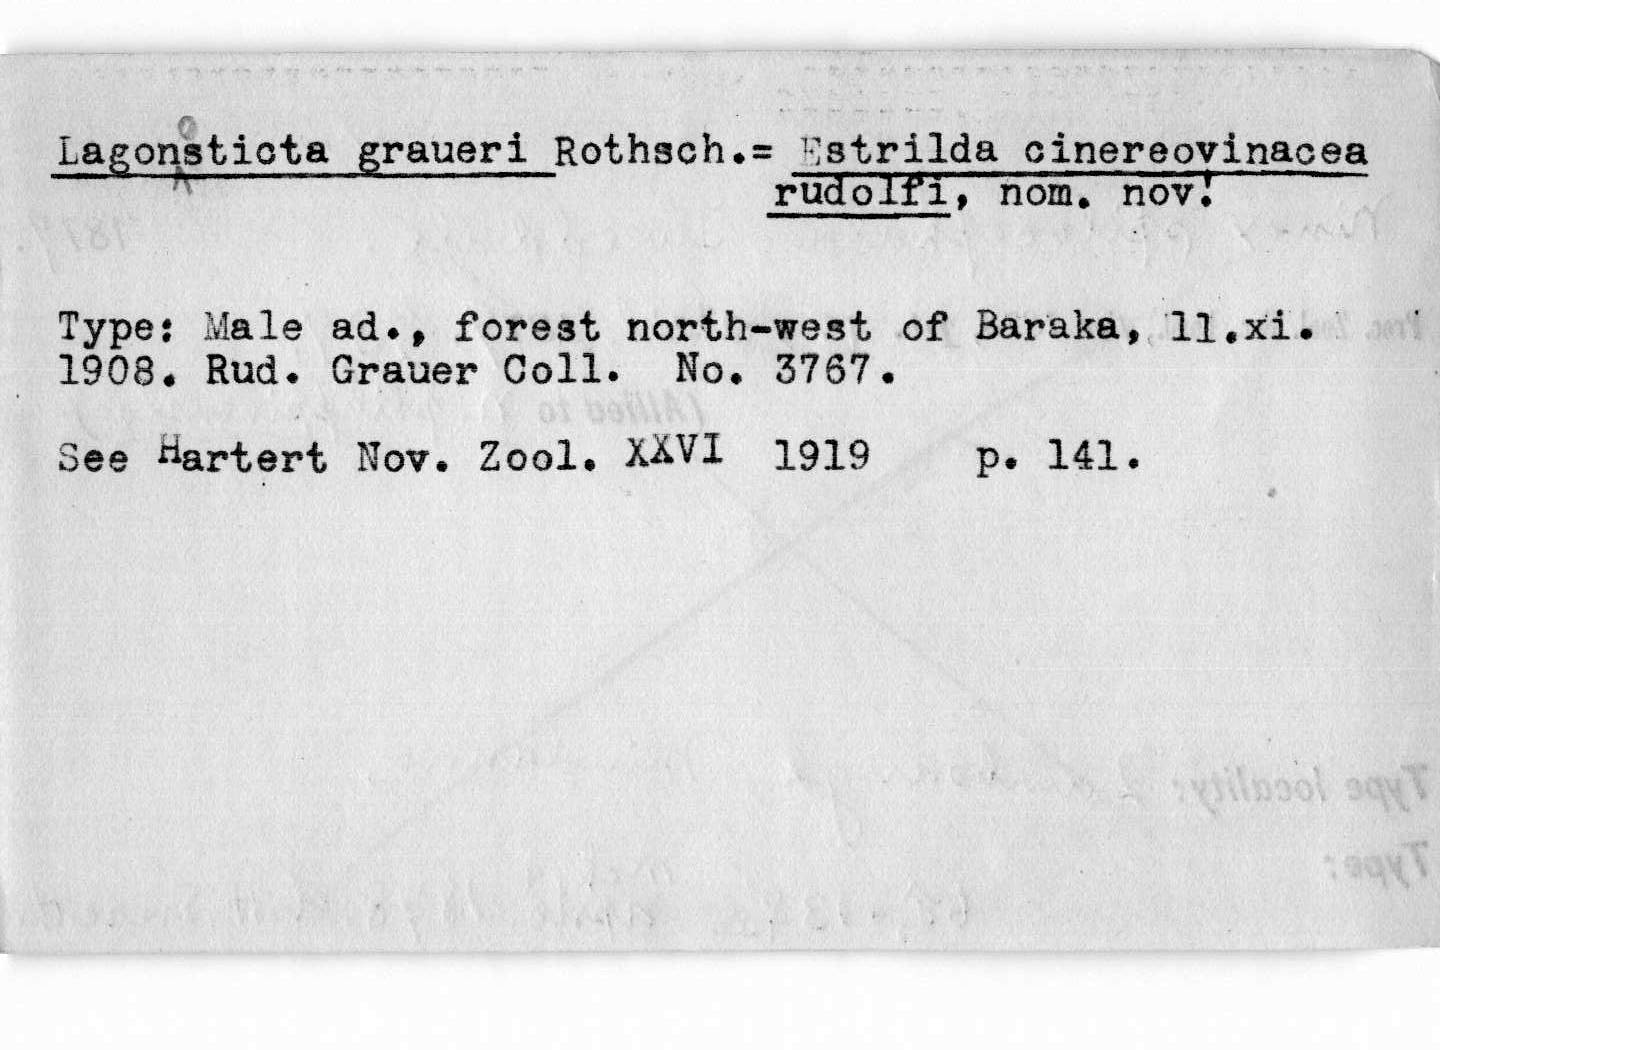 Lagonosticta graueri Rothsch.= Estrilda cinereovinacea
rudolfi, nom. nov!
Type: Male ad., forest north-west of Baraka, 11.xi.
1908. Rud. Grauer Coll. No. 3767.
See Hartert Nov. Zool. XXVI 1919 p. 141.